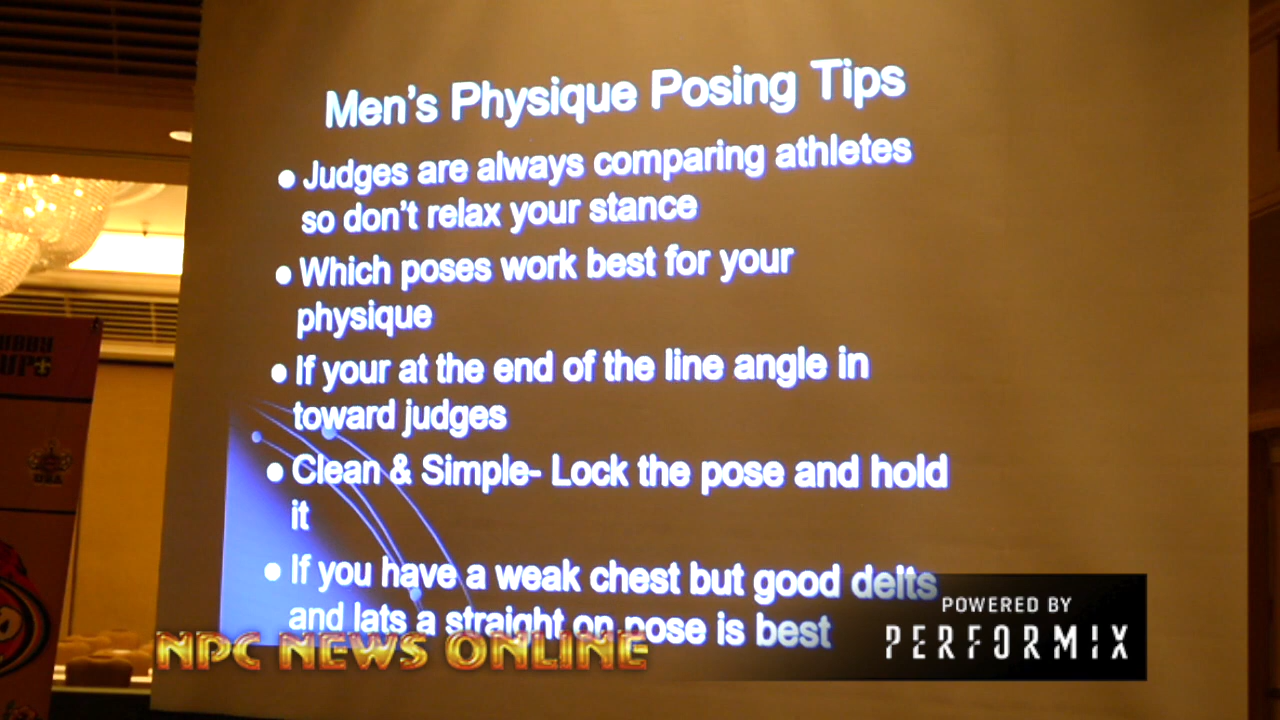 Men's Physique Posing Tips
• Judges are always comparing athletes
so don't relax your stance
• Which poses work best for your
physique
• If your at the end of the line angle in
toward judges
• Clean & Simple- Lock the pose and hold
it
• If you have a weak chest but good delts
and lats a straight on pose is best
NPC NEWS ONLINE
POWERED BY
PERFORMIX